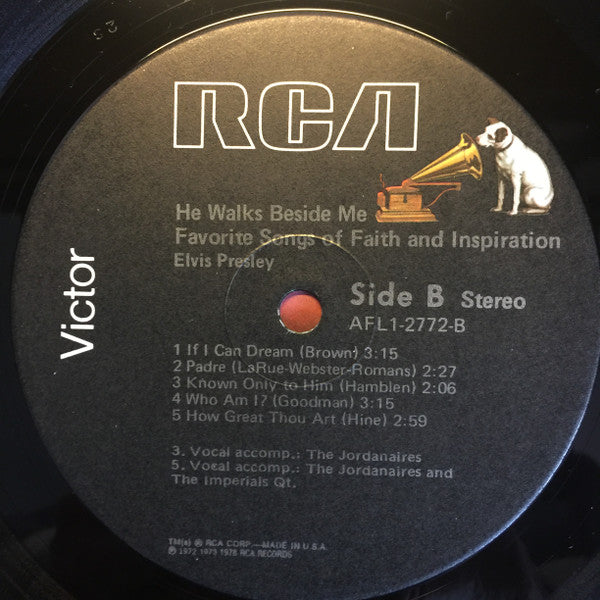 23
RCA
He Walks Beside Me
Favorite Songs of Faith and Inspiration
Elvis Presley
Victor
Side B Stereo
AFL1-2772-B
1 If I Can Dream (Brown) 3:15
2 Padre (LaRue-Webster-Romans) 2:27
3 Known Only to Him (Hamblen) 2:06
4 Who Am I? (Goodman) 3:15
5 How Great Thou Art (Hine) 2:59
3. Vocal accomp.: The Jordanaires
5. Vocal accomp.: The Jordanaires and
The Imperials Qt.
TM(s) ® RCA CORP.—MADE IN U.S.A.
℗ 1972 1973 1978 RCA RECORDS